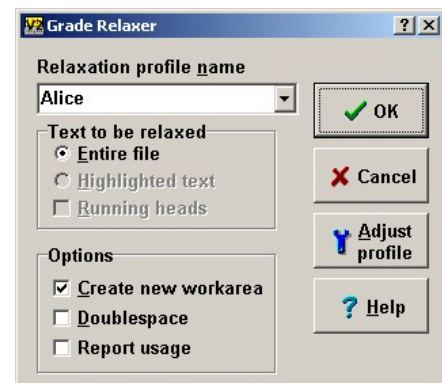 V2 Grade Relaxer
Relaxation profile name
Alice
OK
Text to be relaxed
Entire file
Highlighted text
Running heads
Cancel
Adjust
profile
Options
Create new workarea
Doublespace
Report usage
? Help